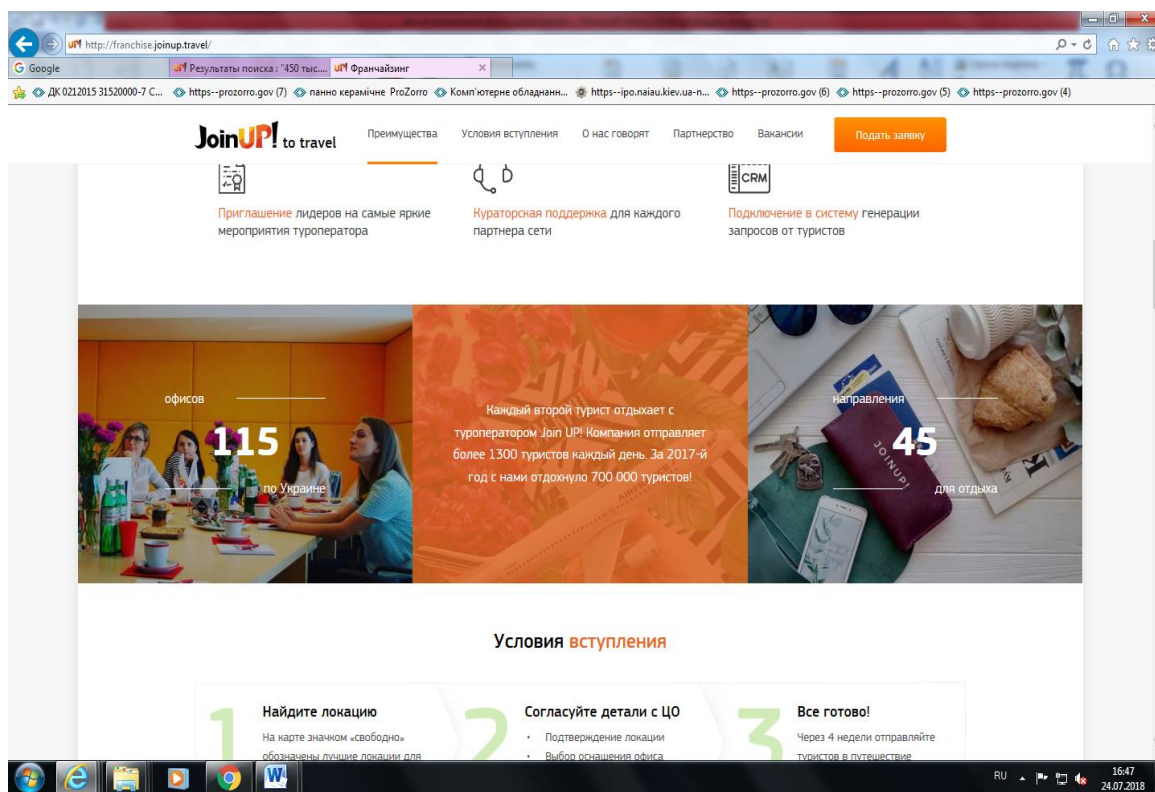 http://franchise.joinup.travel/
Google
Результаты поиска : "450 тыс....
Франчайзинг
ДК 0212015 31520000-7 С...
https--prozorro.gov (7)
панно керамічне ProZorro
Комп'ютерне обладнанн...
https--ipo.naiau.kiev.ua-n...
https--prozorro.gov (6)
https--prozorro.gov (5)
https--prozorro.gov (4)
JoinUP! to travel
Преимущества
Условия вступления
О нас говорят
Партнерство
Вакансии
Подать заявку
CRM
Приглашение лидеров на самые яркие
мероприятия туроператора
Кураторская поддержка для каждого
партнера сети
Подключение в систему генерации
запросов от туристов
офисов
115
по Украине
Каждый второй турист отдыхает с
туроператором Join UP! Компания отправляет
более 1300 туристов каждый день. За 2017-й
год с нами отдохнуло 700 000 туристов!
направления
45
для отдыха
JOINUP!
Условия вступления
1
Найдите локацию
На карте значком «свободно»
обозначены лучшие локации для
2
Согласуйте детали с ЦО
· Подтверждение локации
· Выбор оснащения офиса
3
Все готово!
Через 4 недели отправляйте
туристов в путешествие
RU
16:47
24.07.2018